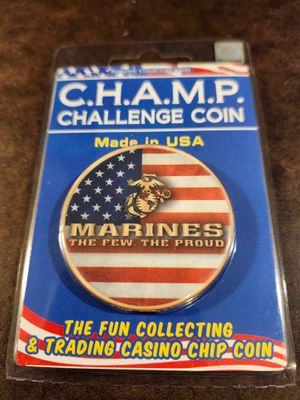 C.H.A.M.P.
CHALLENGE COIN
Made in USA
MARINES
THE FEW. THE PROUD
THE FUN COLLECTING
& TRADING CASINO CHIP COIN